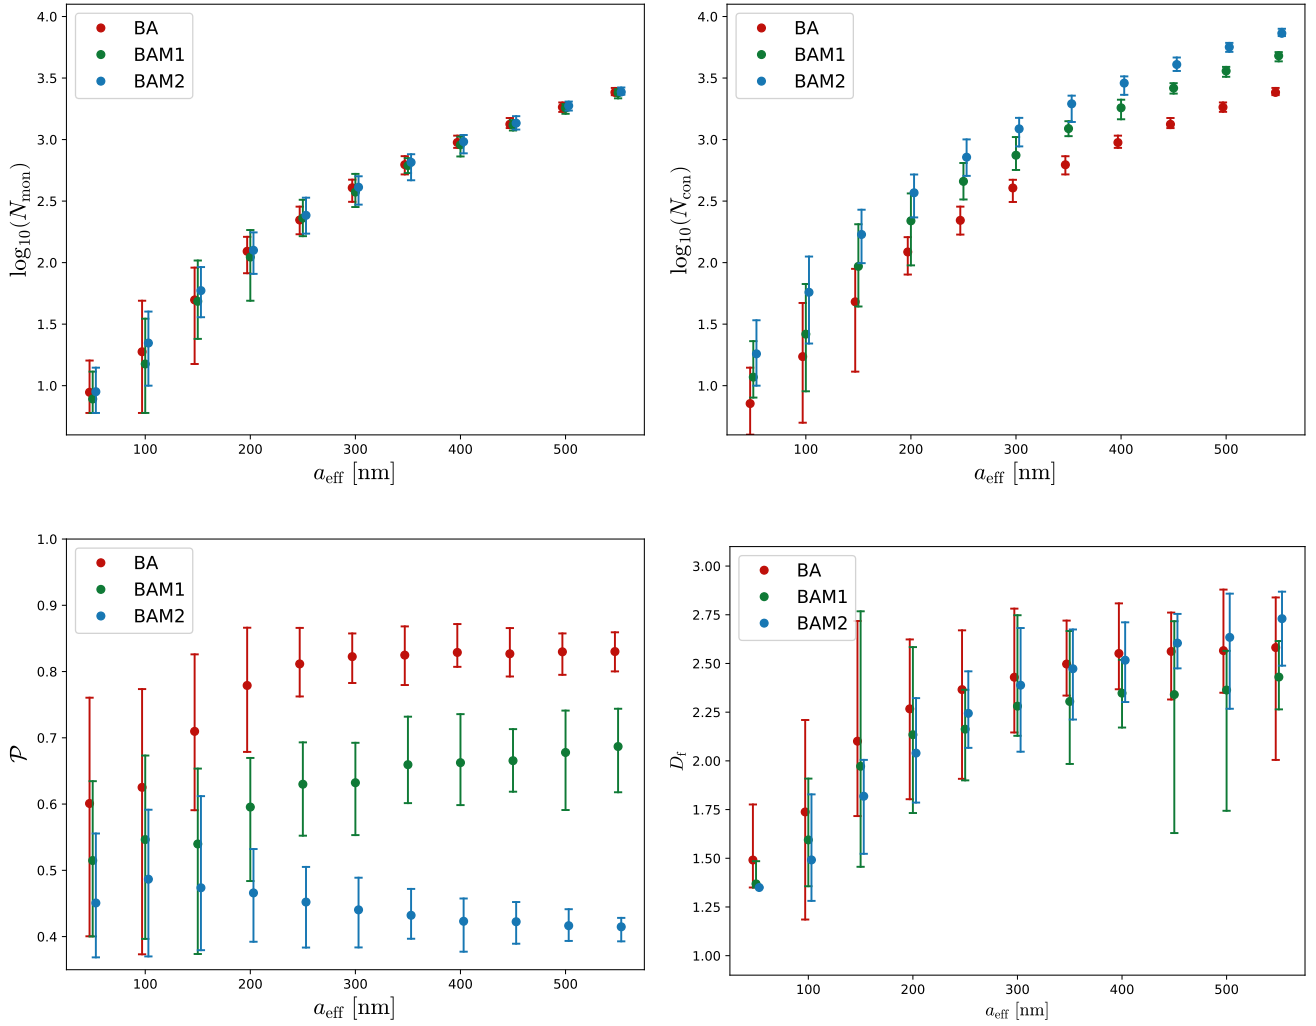 4.0
3.5
3.0
2.5
2.0
1.5
1.0
log10(Nmon)
BA
BAM1
BAM2
100 200 300 400 500
aeff [nm]
4.0
3.5
3.0
2.5
2.0
1.5
1.0
log10(Ncon)
BA
BAM1
BAM2
100 200 300 400 500
aeff [nm]
1.0
0.9
0.8
0.7
0.6
0.5
0.4
𝒫
BA
BAM1
BAM2
100 200 300 400 500
aeff [nm]
3.00
2.75
2.50
2.25
2.00
1.75
1.50
1.25
1.00
Df
BA
BAM1
BAM2
100 200 300 400 500
aeff [nm]